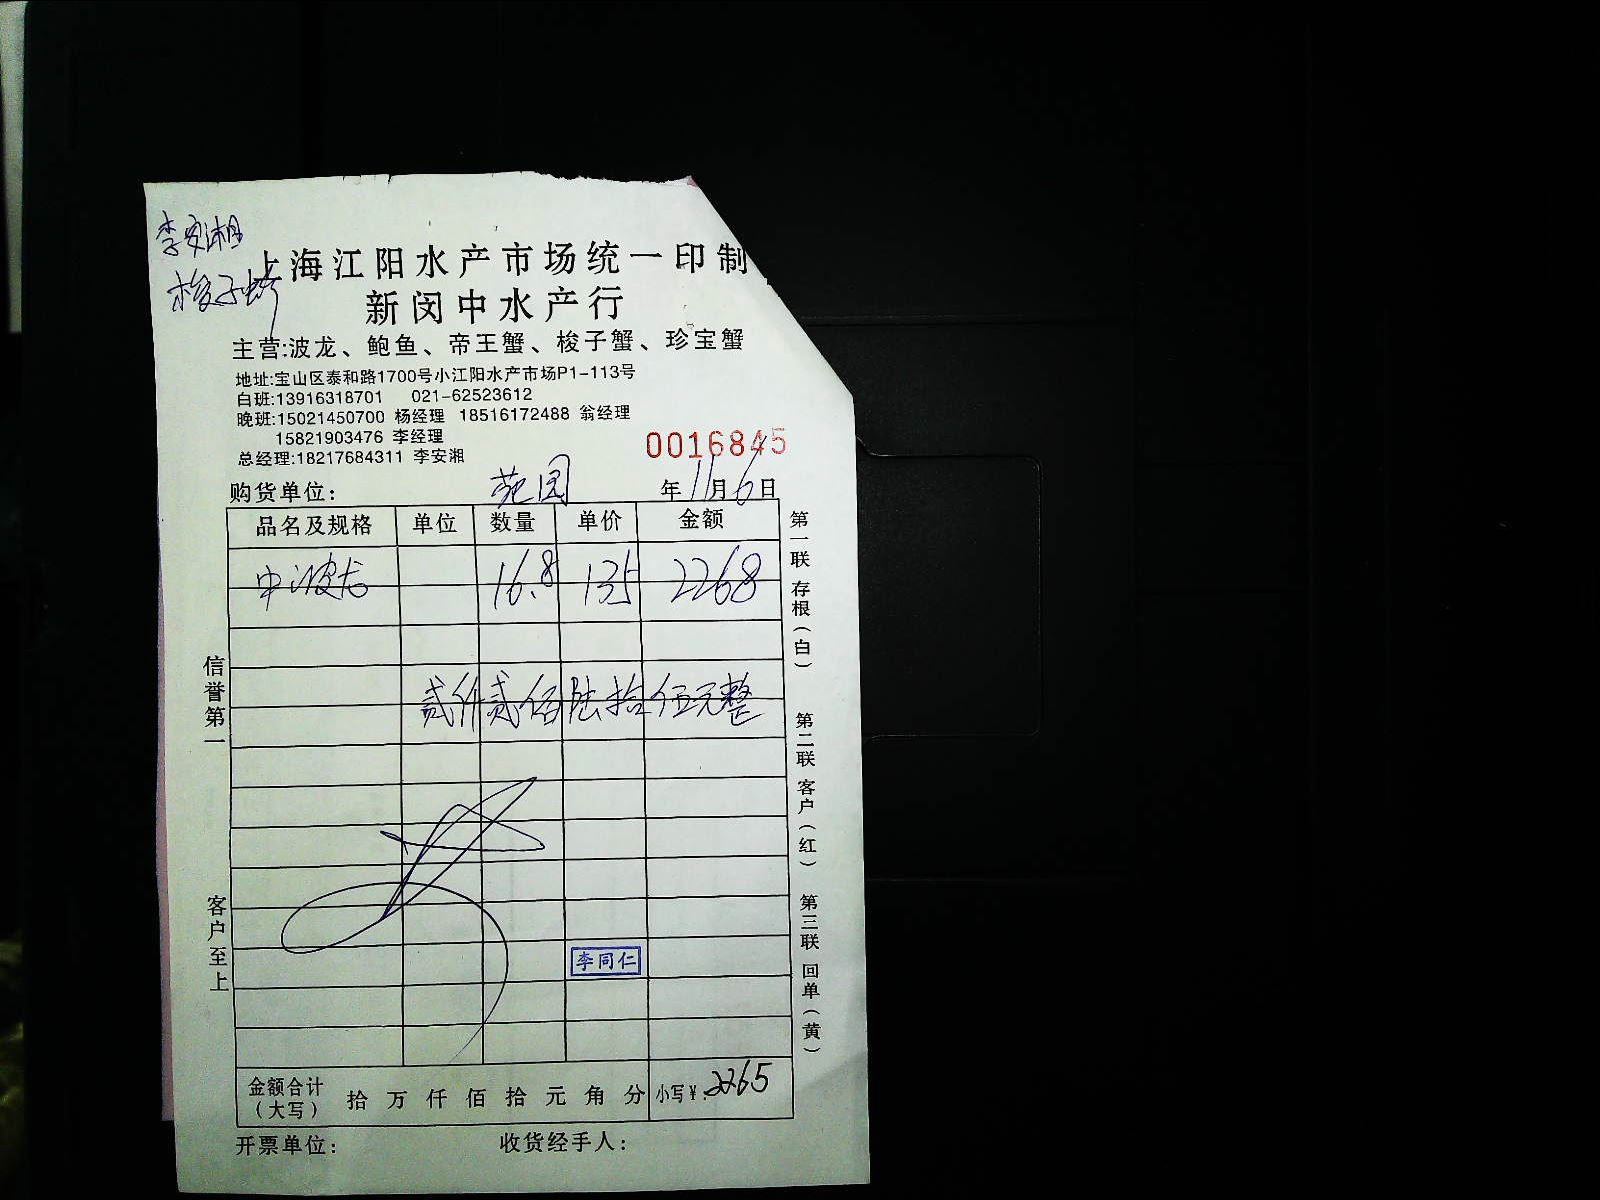 李安湘
梭子蟹
上海江阳水产市场统一印制
新闵中水产行
主营:波龙、鲍鱼、帝王蟹、梭子蟹、珍宝蟹
地址:宝山区泰和路1700号小江阳水产市场P1-113号
白班:13916318701 021-62523612
晚班:15021450700 杨经理 18516172488 翁经理
15821903476 李经理
总经理:18217684311 李安湘
0016845
购货单位: 苑园 年 11月6日
品名及规格 单位 数量 单价 金额
中波龙 16.8 135 2268
贰仟贰佰陆拾伍元整
李同仁
金额合计(大写) 拾 万 仟 佰 拾 元 角 分 小写¥: 2265
开票单位: 收货经手人:
信誉第一
客户至上
第一联 存根(白)
第二联 客户(红)
第三联 回单(黄)